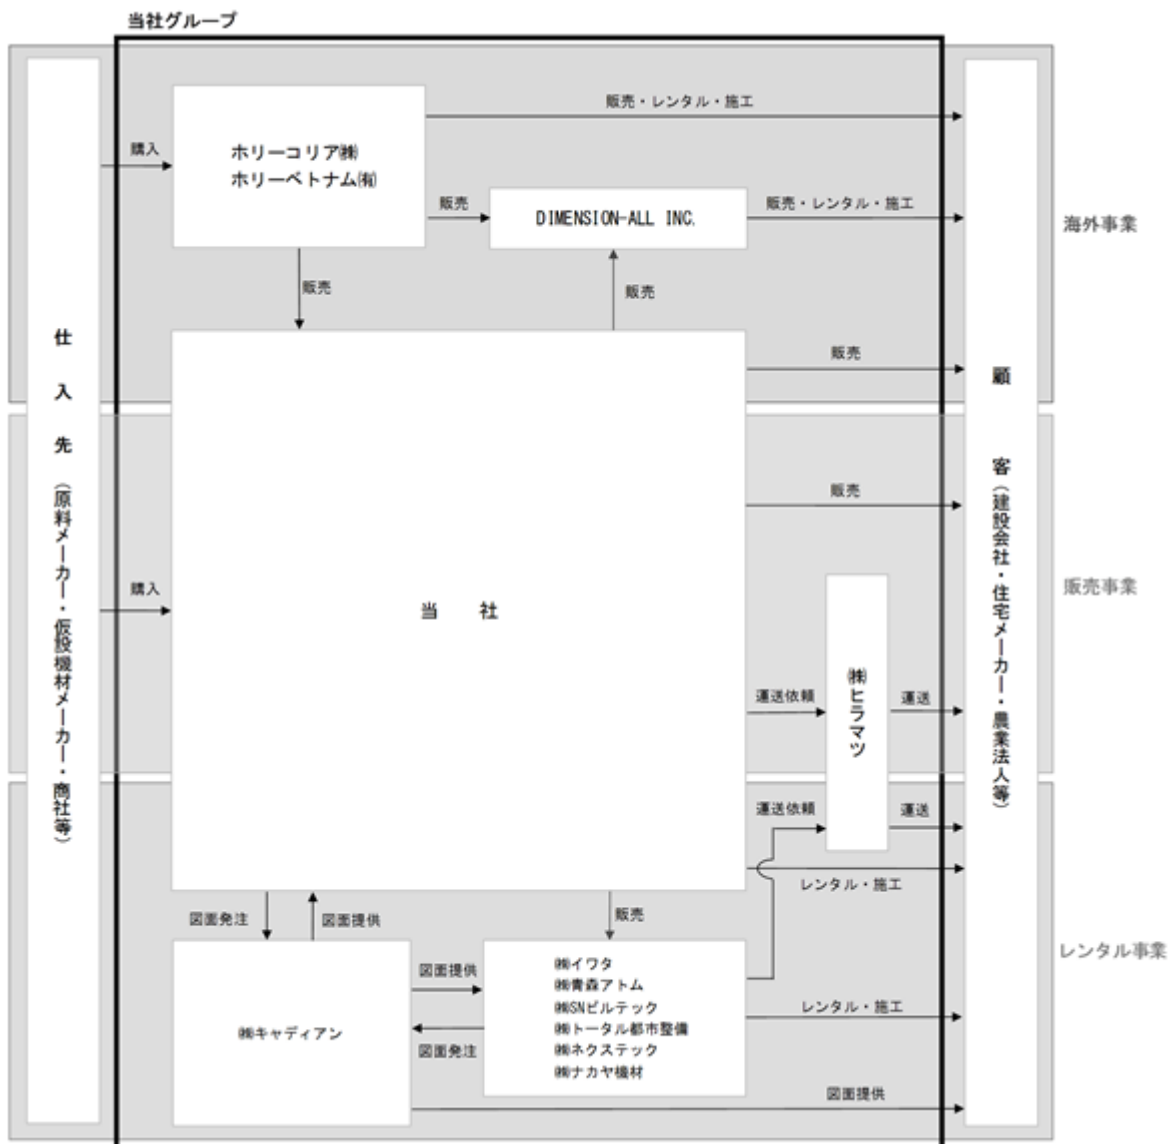 当社グループ
販売・レンタル・施工
購入
ホリーコリア㈱
ホリーベトナム㈲
販売
DIMENSION-ALL INC.
販売・レンタル・施工
海外事業
販売
販売
販売
仕入先（原料メーカー・仮設機材メーカー・商社等）
顧客（建設会社・住宅メーカー・農業法人等）
販売
購入
当　社
販売事業
㈱ヒラマツ
運送依頼
運送
運送依頼
運送
レンタル・施工
図面発注
図面提供
販売
レンタル事業
図面提供
㈱イワタ
㈱青森アトム
㈱SNビルテック
㈱トータル都市整備
㈱ネクステック
㈱ナカヤ機材
レンタル・施工
㈱キャディアン
図面発注
図面提供